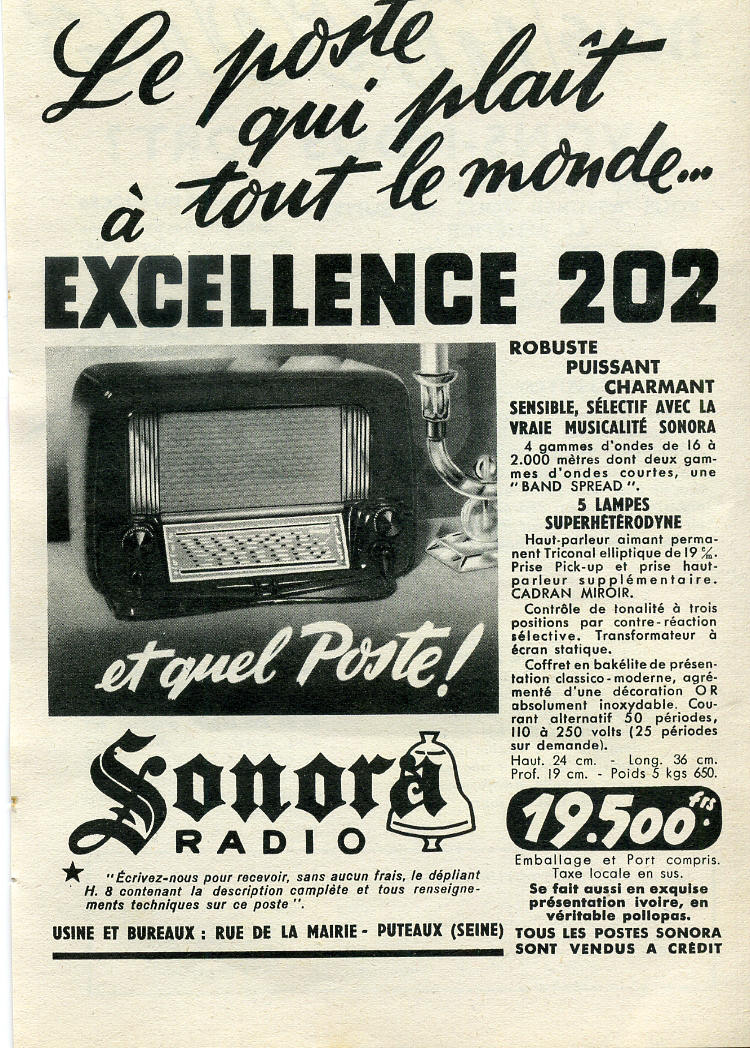 Le poste
qui plaît
à tout le monde...
EXCELLENCE 202
et quel Poste!
ROBUSTE
PUISSANT
CHARMANT
SENSIBLE, SÉLECTIF AVEC LA
VRAIE MUSICALITÉ SONORA
4 gammes d'ondes de 16 à
2.000 mètres dont deux gam-
mes d'ondes courtes, une
"BAND SPREAD".
5 LAMPES
SUPERHÉTÉRODYNE
Haut-parleur aimant perma-
nent Triconal elliptique de 19 c/m.
Prise Pick-up et prise haut-
parleur supplémentaire.
CADRAN MIROIR.
Contrôle de tonalité à trois
positions par contre-réaction
sélective. Transformateur à
écran statique.
Coffret en bakélite de présen-
tation classico-moderne, agré-
menté d'une décoration OR
absolument inoxydable. Cou-
rant alternatif 50 périodes,
110 à 250 volts (25 périodes
sur demande).
Haut. 24 cm. - Long. 36 cm.
Prof. 19 cm. - Poids 5 kgs 650.
19.500 frs.
Emballage et Port compris.
Taxe locale en sus.
Se fait aussi en exquise
présentation ivoire, en
véritable pollopas.
TOUS LES POSTES SONORA
SONT VENDUS A CRÉDIT
Sonora
RADIO
★ "Écrivez-nous pour recevoir, sans aucun frais, le dépliant
H. 8 contenant la description complète et tous renseigne-
ments techniques sur ce poste".
USINE ET BUREAUX : RUE DE LA MAIRIE - PUTEAUX (SEINE)